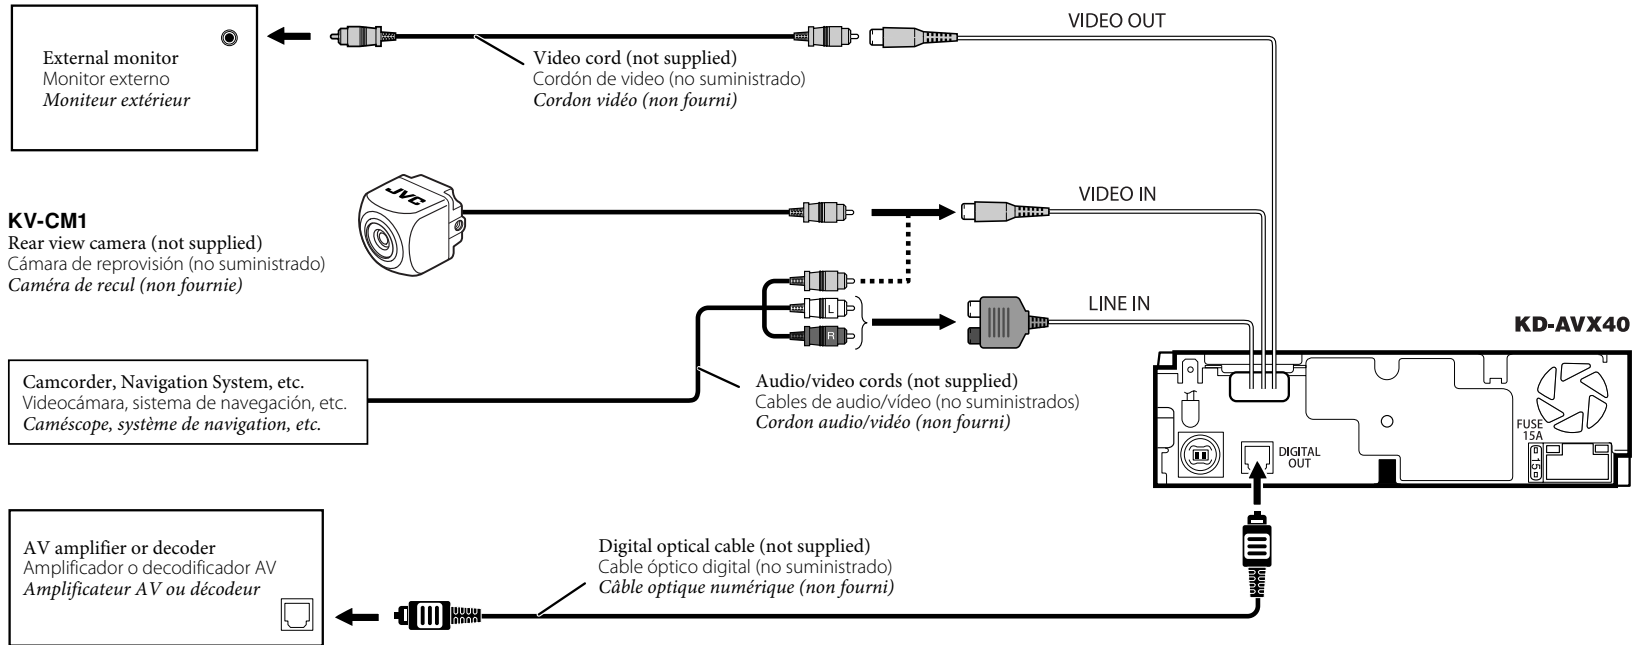 VIDEO OUT
External monitor
Monitor externo
Moniteur extérieur
Video cord (not supplied)
Cordón de video (no suministrado)
Cordon vidéo (non fourni)
JVC
VIDEO IN
KV-CM1
Rear view camera (not supplied)
Cámara de reprovisión (no suministrado)
Caméra de recul (non fournie)
L
R
LINE IN
KD-AVX40
Camcorder, Navigation System, etc.
Videocámara, sistema de navegación, etc.
Caméscope, système de navigation, etc.
Audio/video cords (not supplied)
Cables de audio/vídeo (no suministrados)
Cordon audio/vidéo (non fourni)
FUSE
15A
15
DIGITAL
OUT
AV amplifier or decoder
Amplificador o decodificador AV
Amplificateur AV ou décodeur
Digital optical cable (not supplied)
Cable óptico digital (no suministrado)
Câble optique numérique (non fourni)